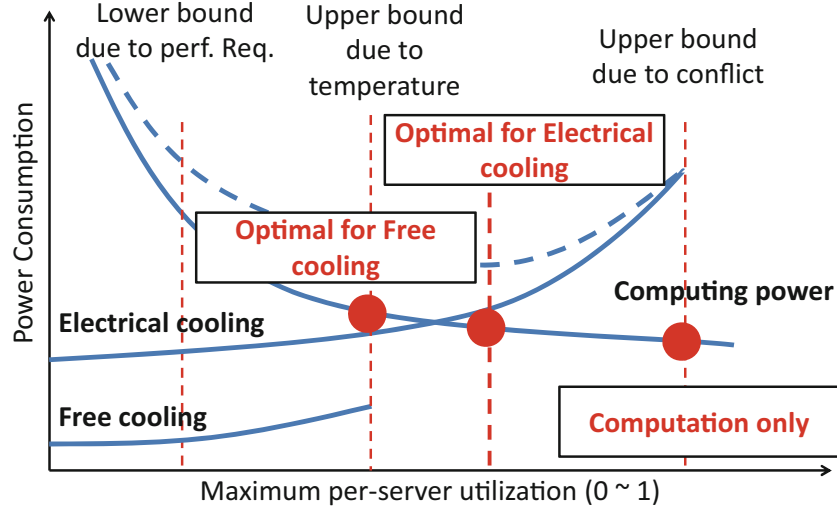 Lower bound
due to perf. Req.
Upper bound
due to
temperature
Upper bound
due to conflict
Optimal for Electrical
cooling
Optimal for Free
cooling
Computing power
Electrical cooling
Free cooling
Computation only
Power Consumption
Maximum per-server utilization (0 ~ 1)